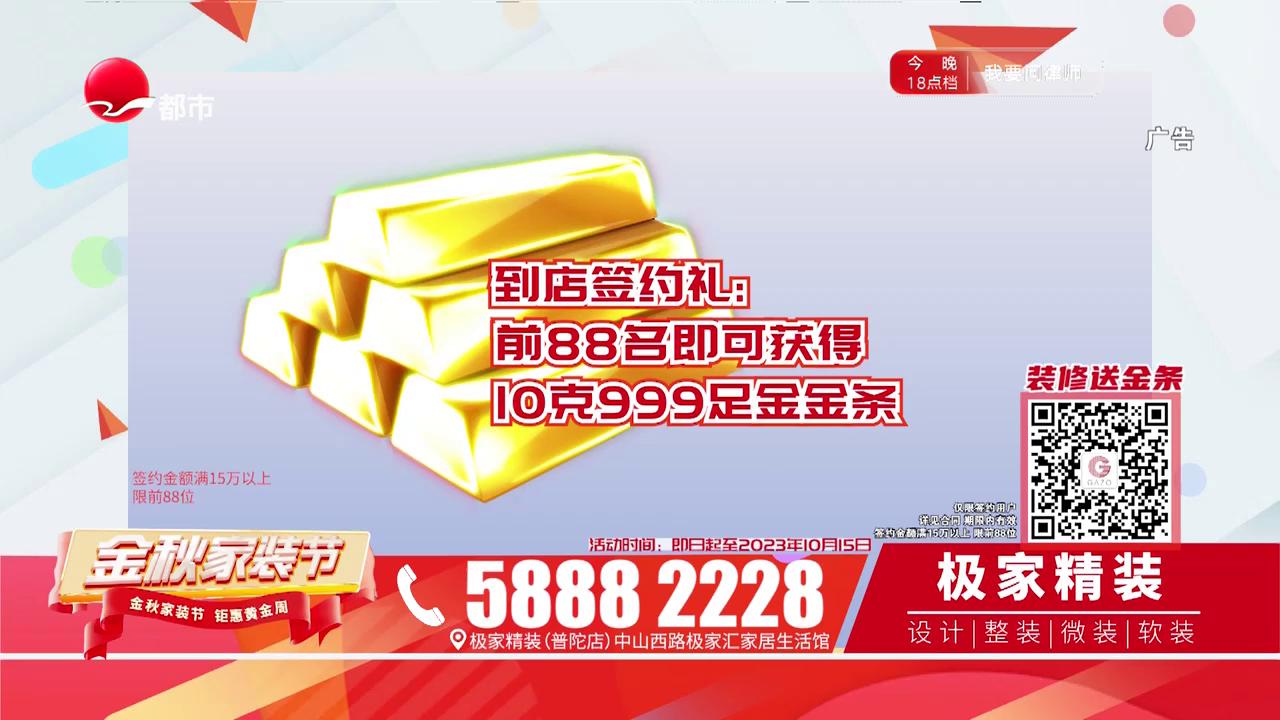 都市
今 晚
18点档
我要问律师
广告
到店签约礼:
前88名即可获得
10克999足金金条
装修送金条
GAZO
签约金额满15万以上
限前88位
仅限签约用户
详见合同 期限内有效
签约金额满15万以上 限前88位
活动时间：即日起至2023年10月15日
金秋家装节
金秋家装节 钜惠黄金周
5888 2228
极家精装(普陀店)中山西路极家汇家居生活馆
极家精装
设计|整装|微装|软装